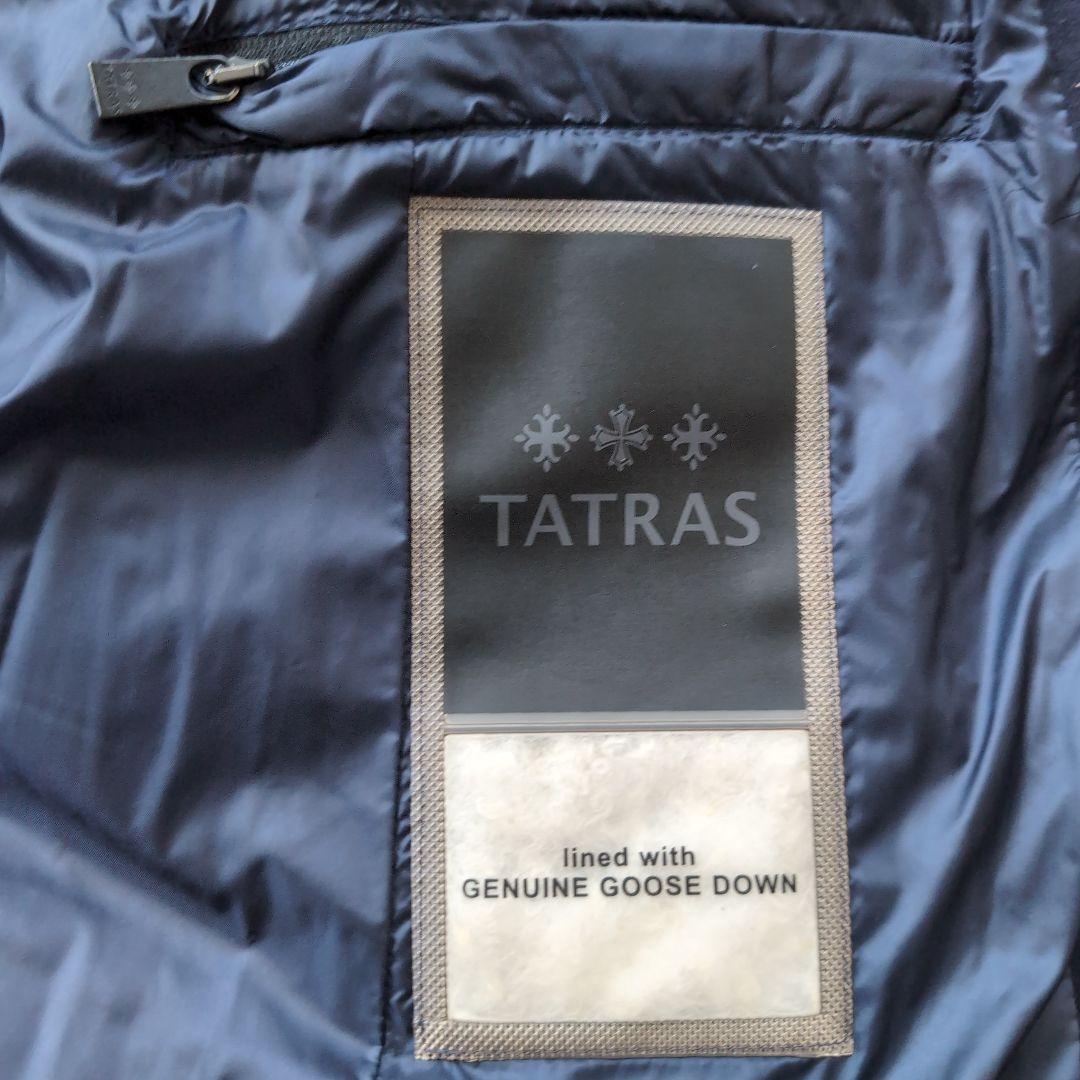 TATRAS
lined with
GENUINE GOOSE DOWN